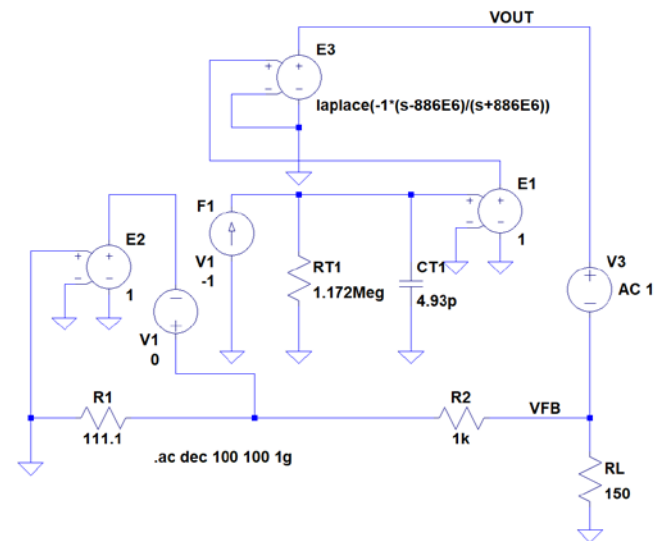 VOUT
E3
laplace(-1*(s-886E6)/(s+886E6))
E1
1
F1
V1
-1
RT1
1.172Meg
CT1
4.93p
E2
1
V1
0
V3
AC 1
R1
111.1
R2
1k
VFB
.ac dec 100 100 1g
RL
150